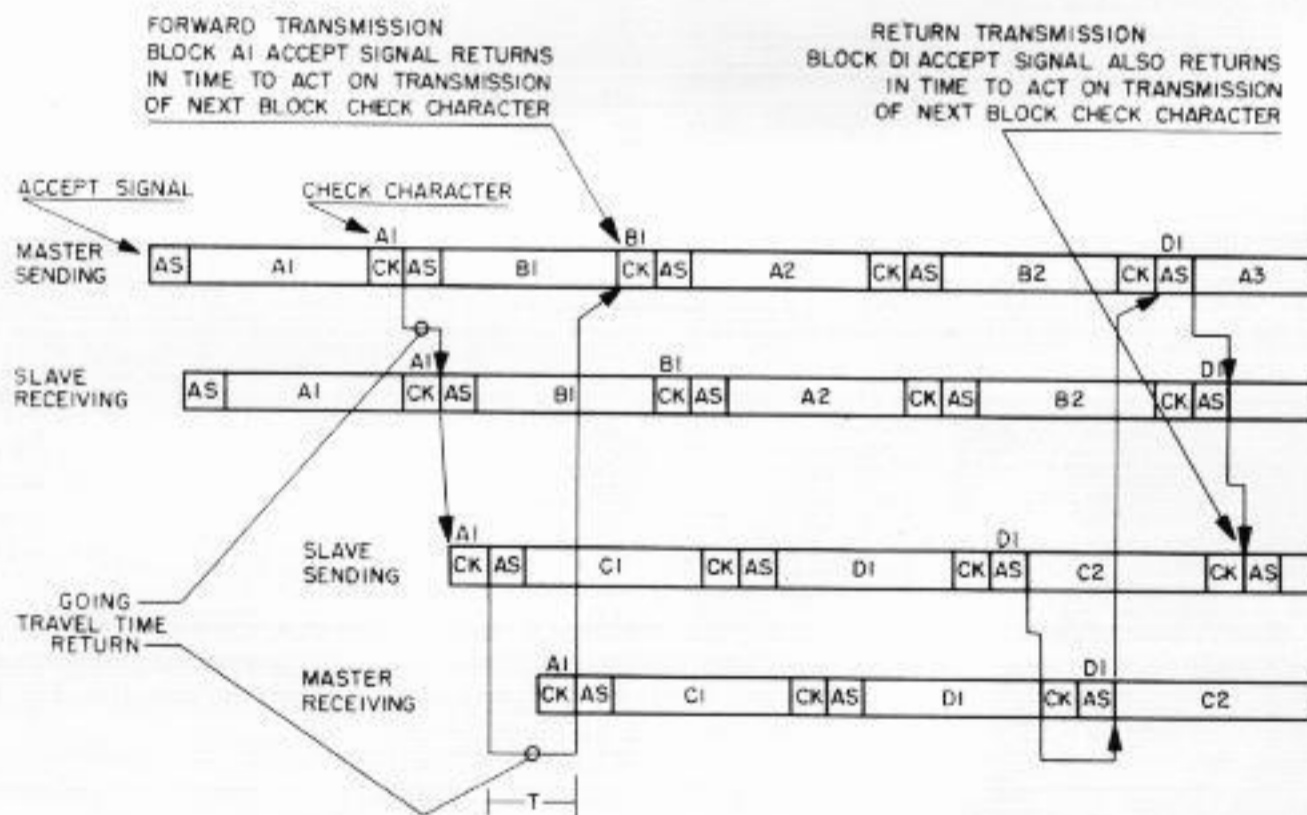 FORWARD TRANSMISSION
BLOCK A1 ACCEPT SIGNAL RETURNS
IN TIME TO ACT ON TRANSMISSION
OF NEXT BLOCK CHECK CHARACTER
RETURN TRANSMISSION
BLOCK D1 ACCEPT SIGNAL ALSO RETURNS
IN TIME TO ACT ON TRANSMISSION
OF NEXT BLOCK CHECK CHARACTER
ACCEPT SIGNAL
CHECK CHARACTER
A1 B1 D1
MASTER
SENDING
AS A1 CK AS B1 CK AS A2 CK AS B2 CK AS A3
A1 B1 D1
SLAVE
RECEIVING
AS A1 CK AS B1 CK AS A2 CK AS B2 CK AS
A1 D1
SLAVE
SENDING
CK AS C1 CK AS D1 CK AS C2 CK AS
GOING
TRAVEL TIME
RETURN
A1 D1
MASTER
RECEIVING
CK AS C1 CK AS D1 CK AS C2
T